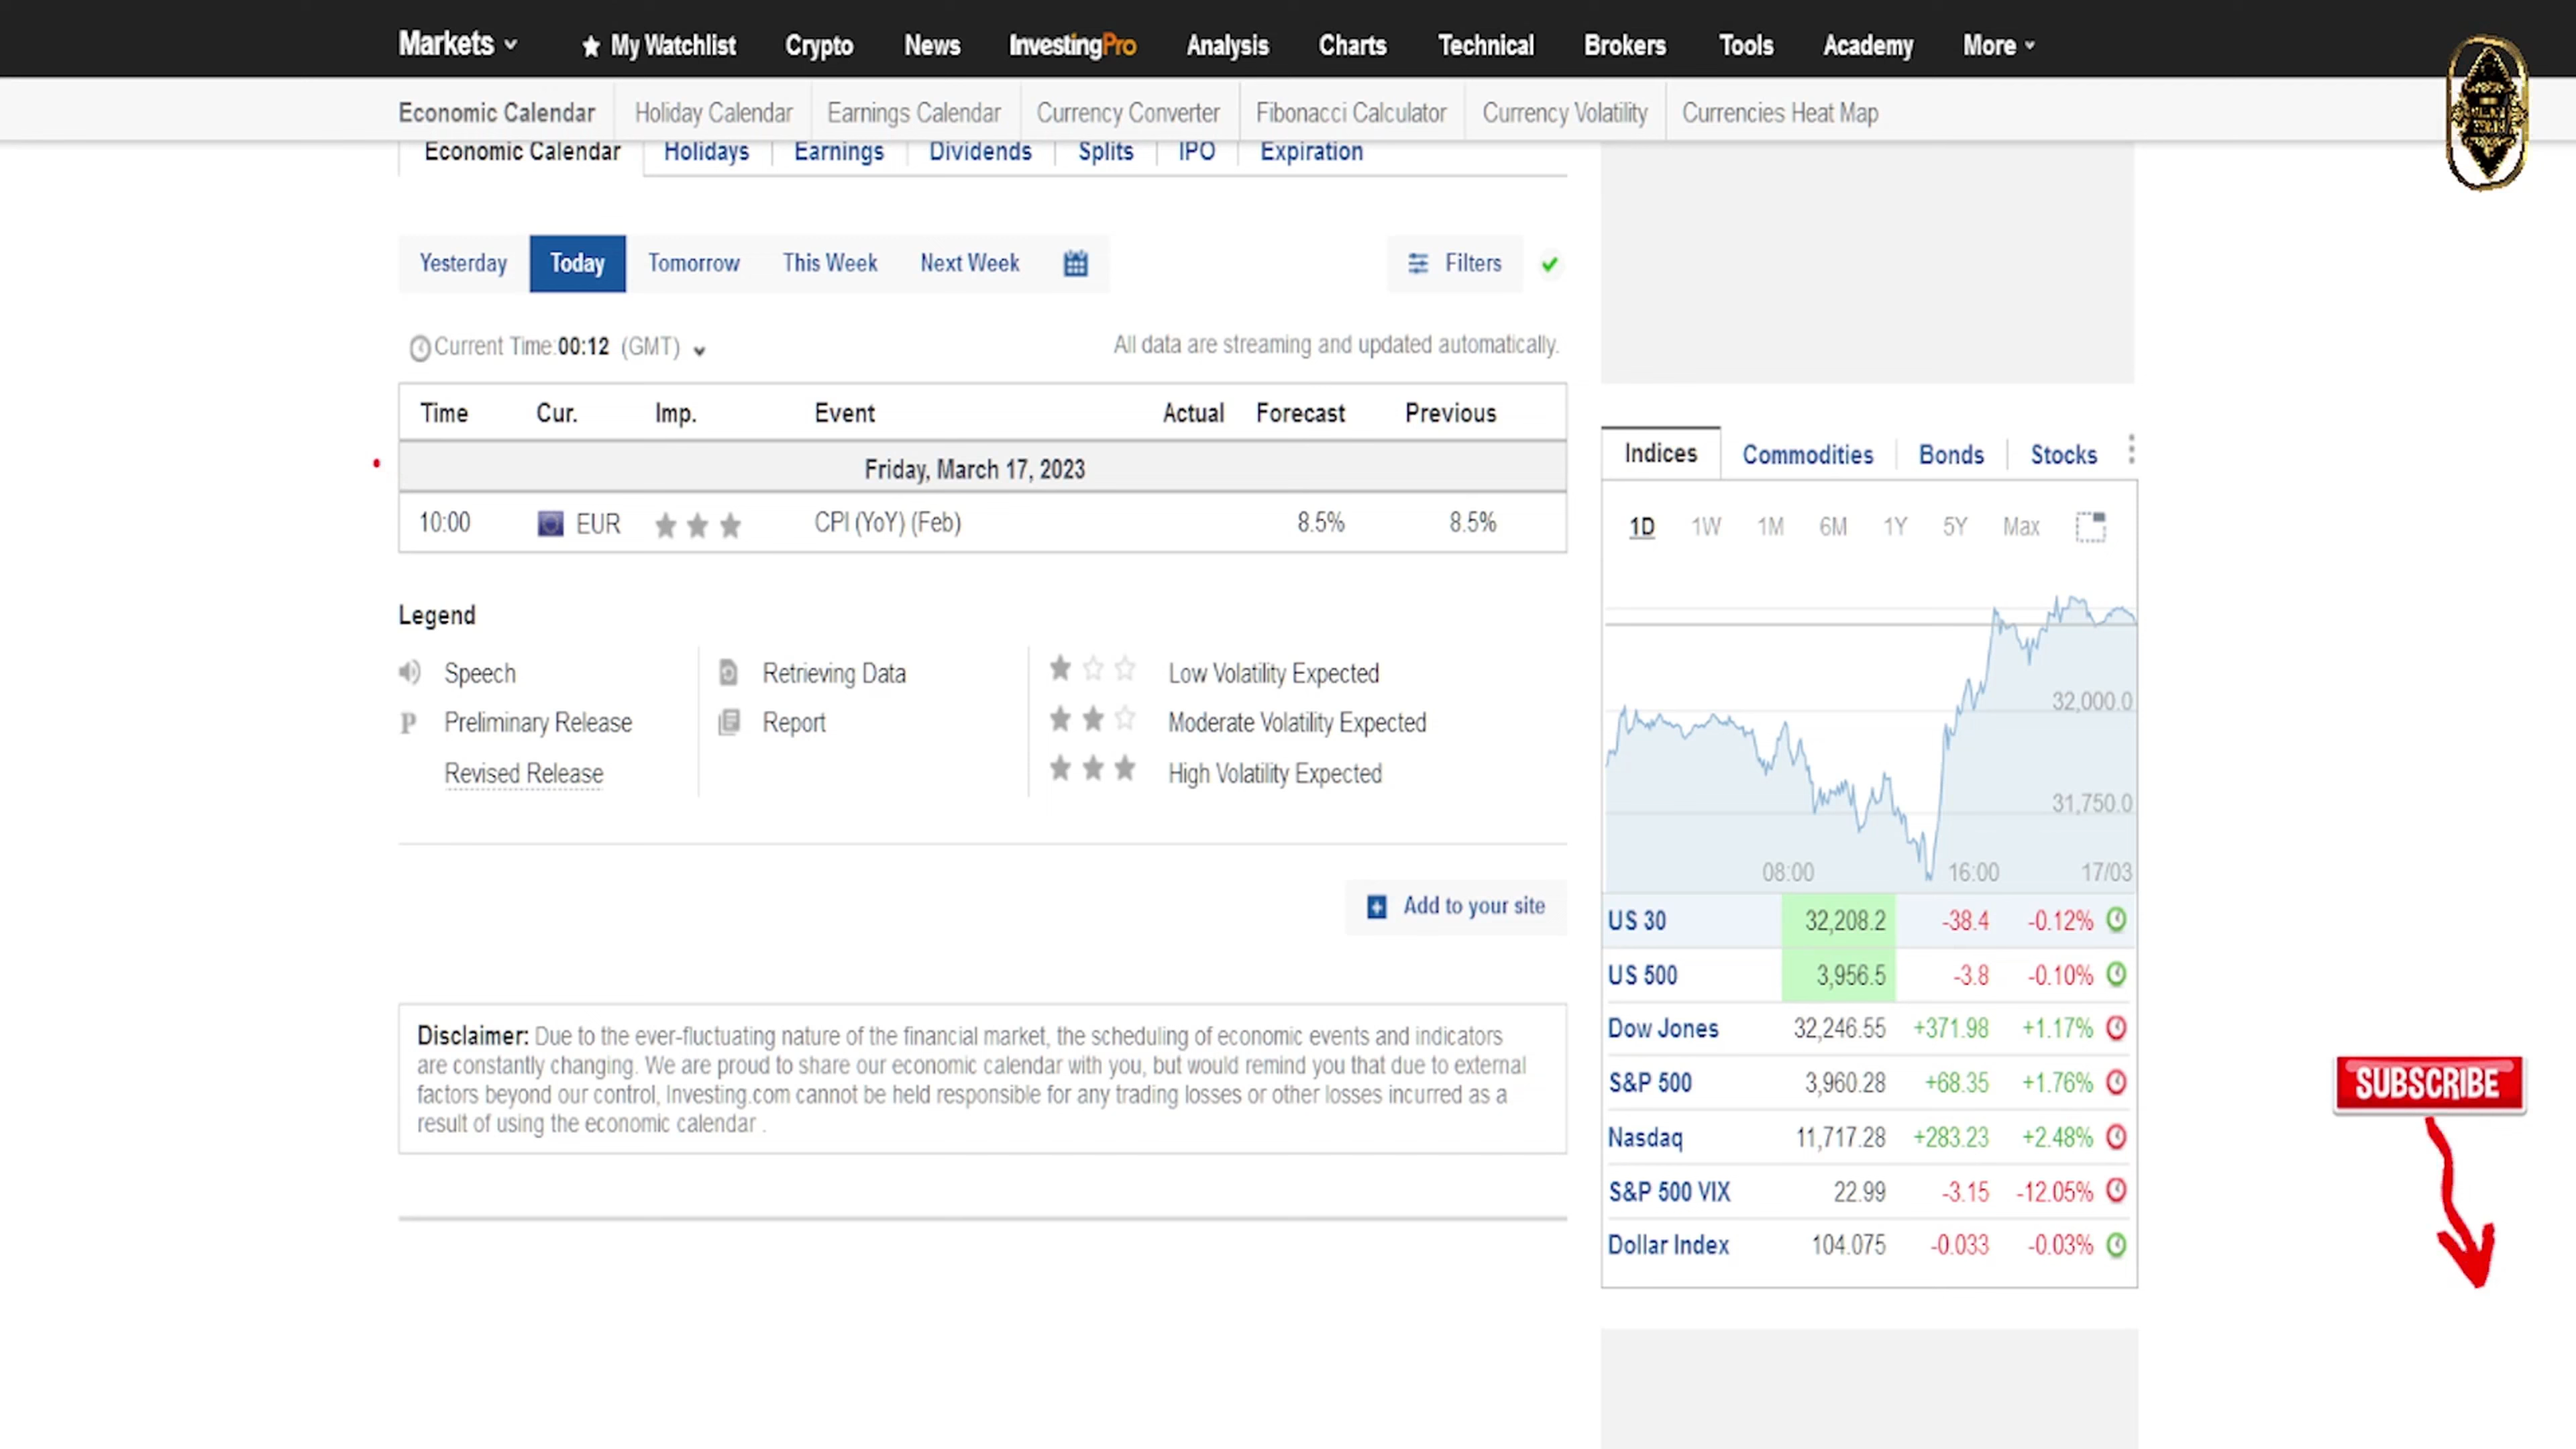 Markets My Watchlist Crypto News InvestingPro Analysis Charts Technical Brokers Tools Academy More
Economic Calendar Holiday Calendar Earnings Calendar Currency Converter Fibonacci Calculator Currency Volatility Currencies Heat Map
Economic Calendar Holidays Earnings Dividends Splits IPO Expiration
Yesterday Today Tomorrow This Week Next Week Filters
Current Time:00:12 (GMT) All data are streaming and updated automatically.
Time Cur. Imp. Event Actual Forecast Previous
Friday, March 17, 2023
10:00 EUR CPI (YoY) (Feb) 8.5% 8.5%
Legend
Speech Retrieving Data Low Volatility Expected
P Preliminary Release Report Moderate Volatility Expected
Revised Release High Volatility Expected
Add to your site
Disclaimer: Due to the ever-fluctuating nature of the financial market, the scheduling of economic events and indicators
are constantly changing. We are proud to share our economic calendar with you, but would remind you that due to external
factors beyond our control, Investing.com cannot be held responsible for any trading losses or other losses incurred as a
result of using the economic calendar .
Indices Commodities Bonds Stocks
1D 1W 1M 6M 1Y 5Y Max
32,000.0
31,750.0
08:00 16:00 17/03
US 30 32,208.2 -38.4 -0.12%
US 500 3,956.5 -3.8 -0.10%
Dow Jones 32,246.55 +371.98 +1.17%
S&P 500 3,960.28 +68.35 +1.76%
Nasdaq 11,717.28 +283.23 +2.48%
S&P 500 VIX 22.99 -3.15 -12.05%
Dollar Index 104.075 -0.033 -0.03%
SUBSCRIBE